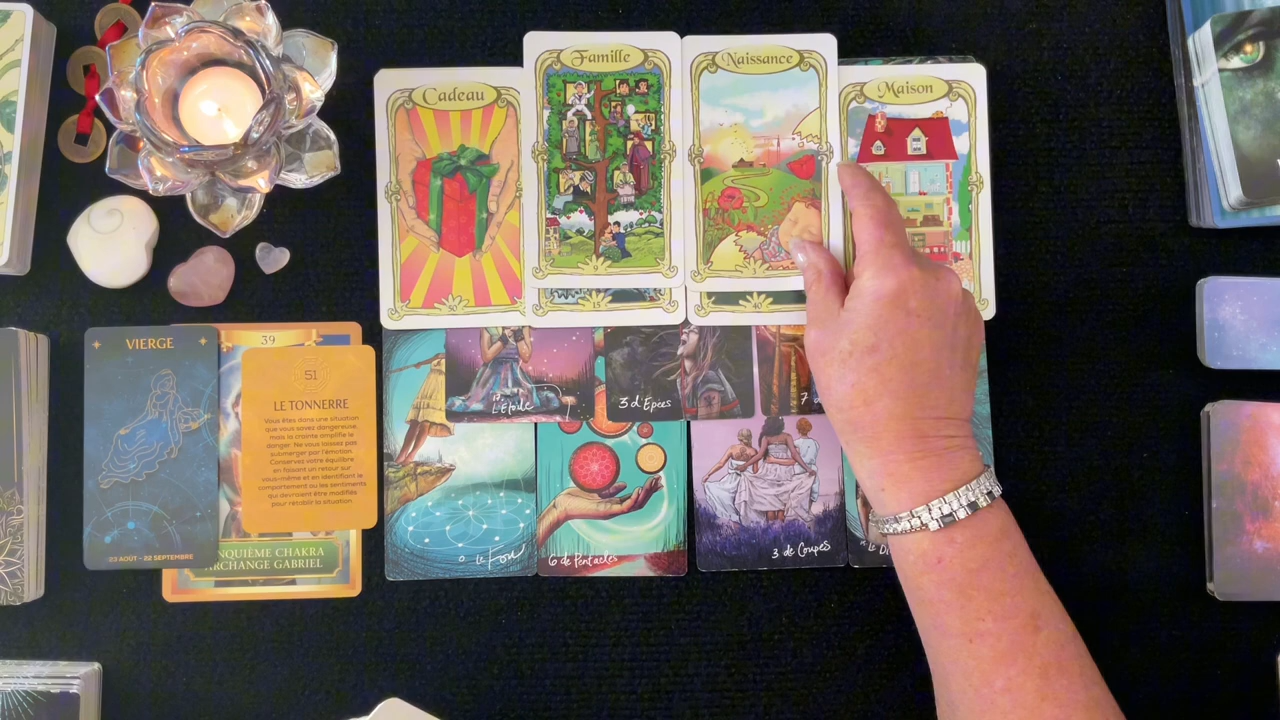 Cadeau
50
Famille
15
Naissance
40
Maison
L'Étoile
3 d'Épées
7
0 Le Fou
6 de Pentacles
3 de Coupes
VIERGE
23 AOÛT - 22 SEPTEMBRE
39
51
LE TONNERRE
Vous êtes dans une situation
que vous savez dangereuse,
mais la crainte amplifie le
danger. Ne vous laissez pas
submerger par l'émotion.
Conservez votre équilibre
en faisant un retour sur
vous-même et en identifiant le
comportement ou les sentiments
qui devraient être modifiés
pour rétablir la situation.
NQUIÈME CHAKRA
ARCHANGE GABRIEL